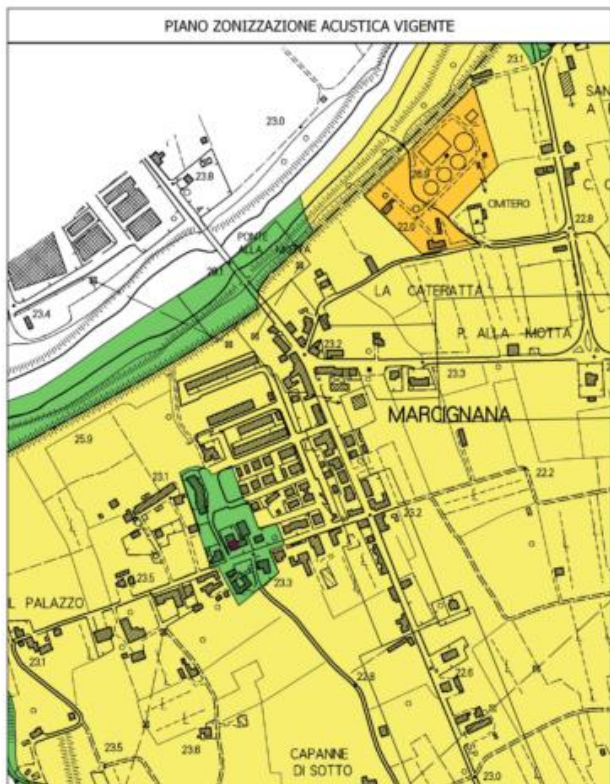 PIANO ZONIZZAZIONE ACUSTICA VIGENTE
23.1
SAN
A
23.0
23.8
26.9
C. C
CIMITERO
22.0
22.8
PONTE
ALLA MOTTA
LA CATERATTA
23.4
23.2
P. ALLA MOTTA
23.3
MARCIGNANA
25.9
23.1
22.2
23.2
23.5
23.3
L PALAZZO
23.1
22.8
22.6
23.5
23.6
CAPANNE
DI SOTTO
23.0